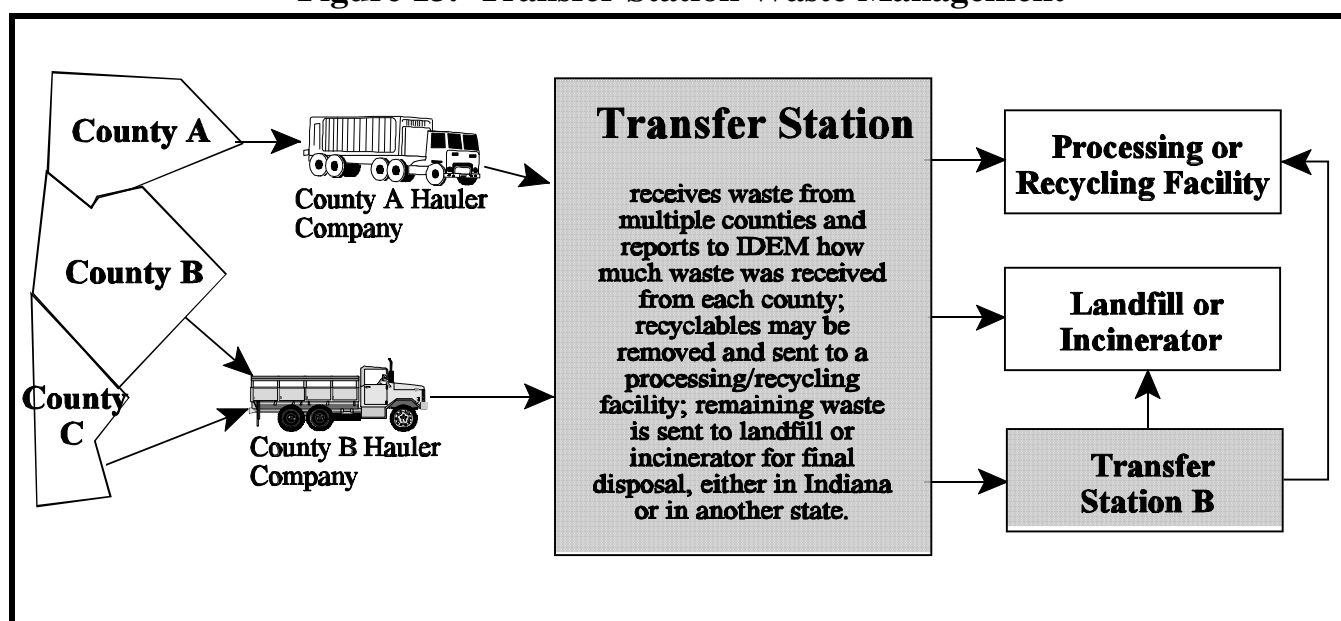 Figure 13. Transfer Station Waste Management
County A
County B
County
C
County A Hauler
Company
County B Hauler
Company
Transfer Station
receives waste from
multiple counties and
reports to IDEM how
much waste was received
from each county;
recyclables may be
removed and sent to a
processing/recycling
facility; remaining waste
is sent to landfill or
incinerator for final
disposal, either in Indiana
or in another state.
Processing or
Recycling Facility
Landfill or
Incinerator
Transfer
Station B